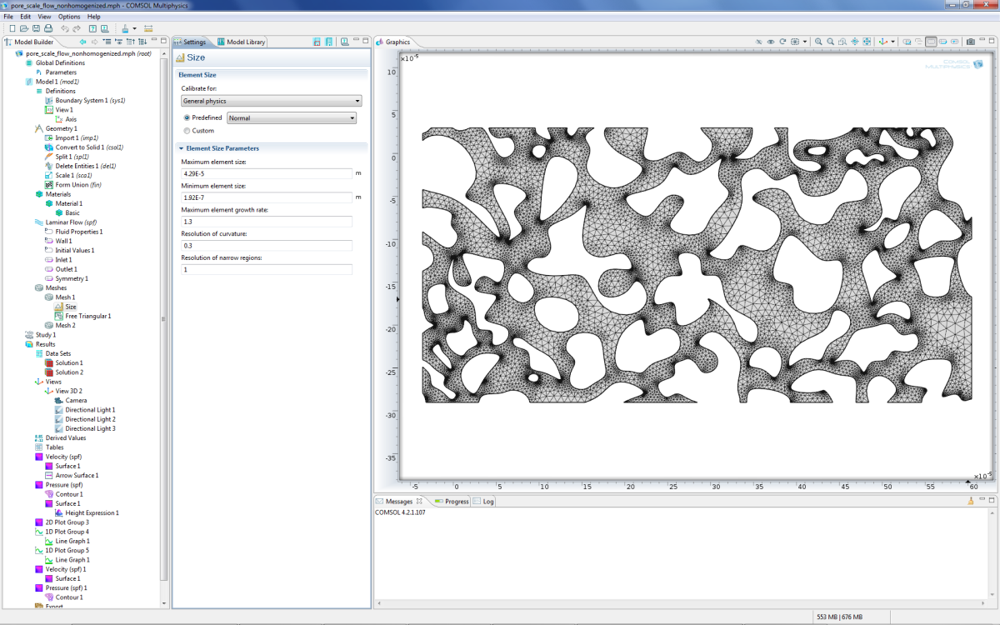 pore_scale_flow_nonhomogenized.mph - COMSOL Multiphysics
File Edit View Options Help
Model Builder
pore_scale_flow_nonhomogenized.mph (root)
Global Definitions
Parameters
Model 1 (mod1)
Definitions
Boundary System 1 (sys1)
View 1
Axis
Geometry 1
Import 1 (imp1)
Convert to Solid 1 (csol1)
Split 1 (spl1)
Delete Entities 1 (del1)
Scale 1 (sca1)
Form Union (fin)
Materials
Material 1
Basic
Laminar Flow (spf)
Fluid Properties 1
Wall 1
Initial Values 1
Inlet 1
Outlet 1
Symmetry 1
Meshes
Mesh 1
Size
Free Triangular 1
Mesh 2
Study 1
Results
Data Sets
Solution 1
Solution 2
Views
View 3D 2
Camera
Directional Light 1
Directional Light 2
Directional Light 3
Derived Values
Tables
Velocity (spf)
Surface 1
Arrow Surface 1
Pressure (spf)
Contour 1
Surface 1
Height Expression 1
2D Plot Group 3
1D Plot Group 4
Line Graph 1
1D Plot Group 5
Line Graph 1
Velocity (spf) 1
Surface 1
Pressure (spf) 1
Contour 1
Export
Settings Model Library
Size
Element Size
Calibrate for:
General physics
Predefined Normal
Custom
Element Size Parameters
Maximum element size:
4.29E-5 m
Minimum element size:
1.92E-7 m
Maximum element growth rate:
1.3
Resolution of curvature:
0.3
Resolution of narrow regions:
1
Graphics
×10⁻⁵
COMSOL
MULTIPHYSICS
10
5
0
-5
-10
-15
-20
-25
-30
-35
×10⁻⁵
-5 0 5 10 15 20 25 30 35 40 45 50 55 60
Messages Progress Log
COMSOL 4.2.1.107
553 MB | 676 MB